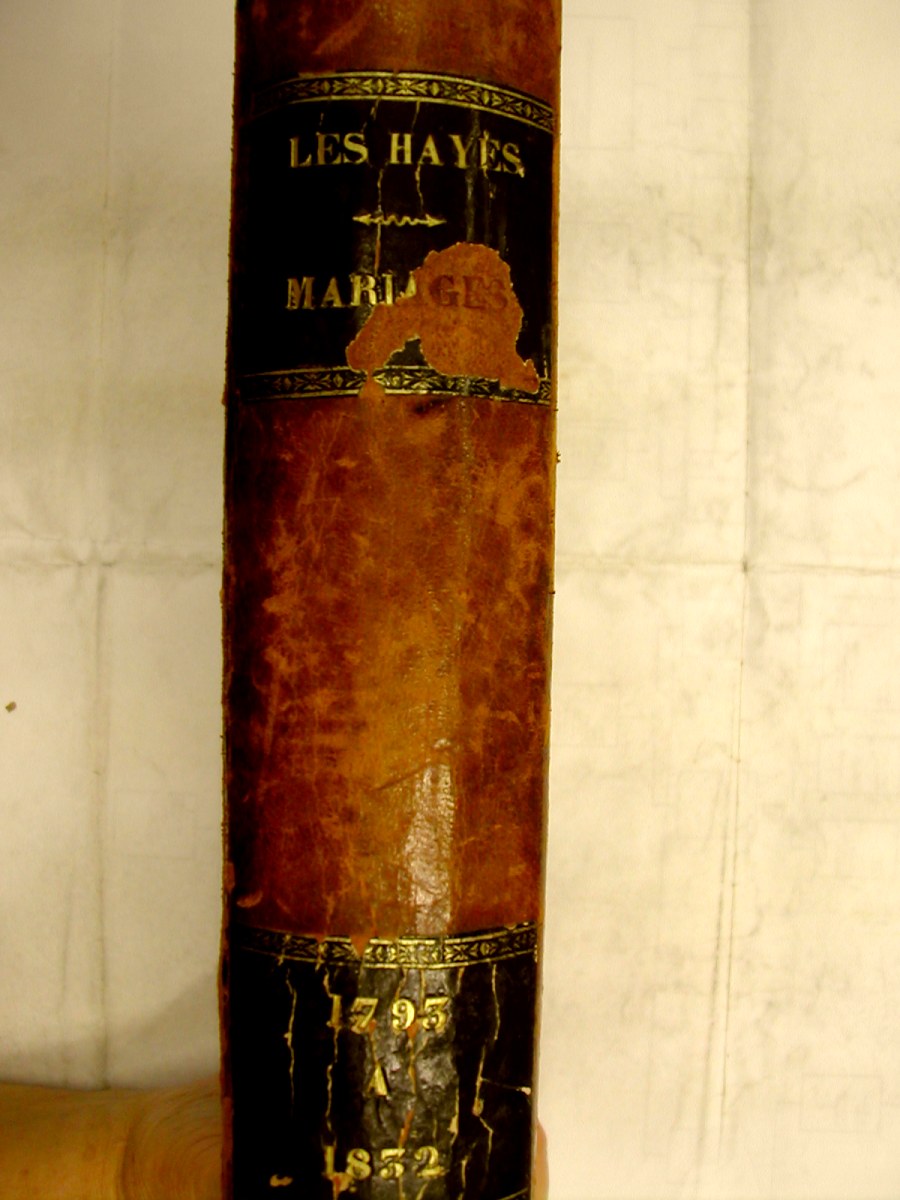 LES HAYES
MARIAGES
1793
A
1832